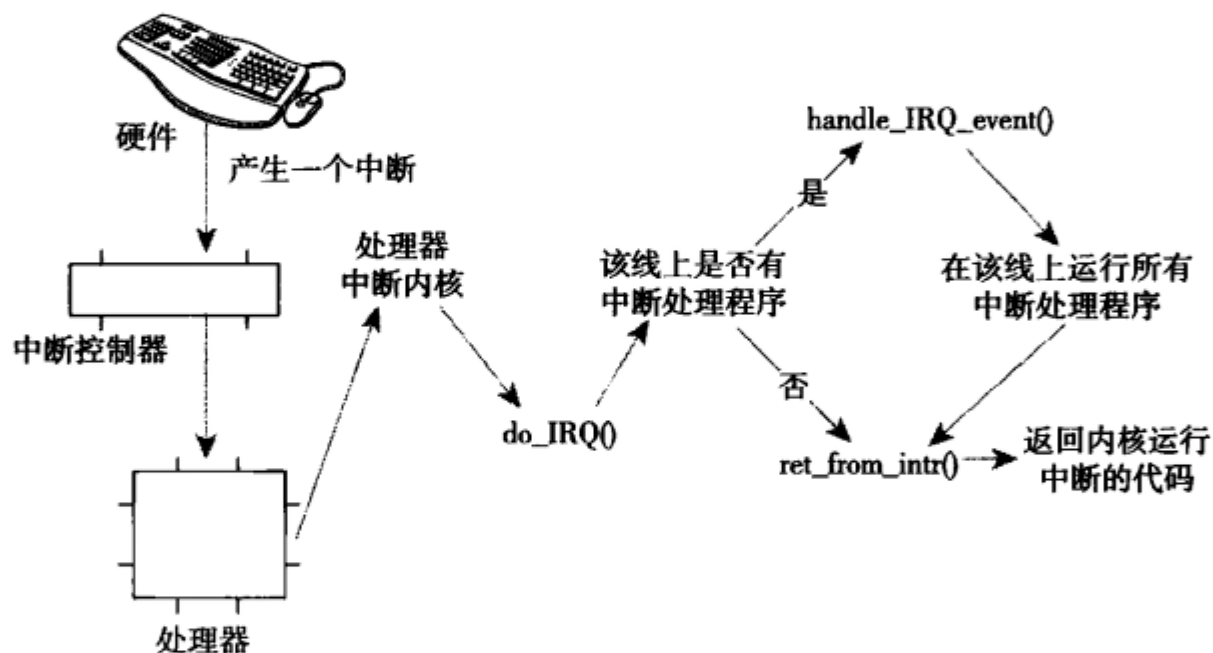 硬件
产生一个中断
中断控制器
处理器
处理器
中断内核
do_IRQ()
该线上是否有
中断处理程序
是
handle_IRQ_event()
在该线上运行所有
中断处理程序
否
ret_from_intr()
返回内核运行
中断的代码